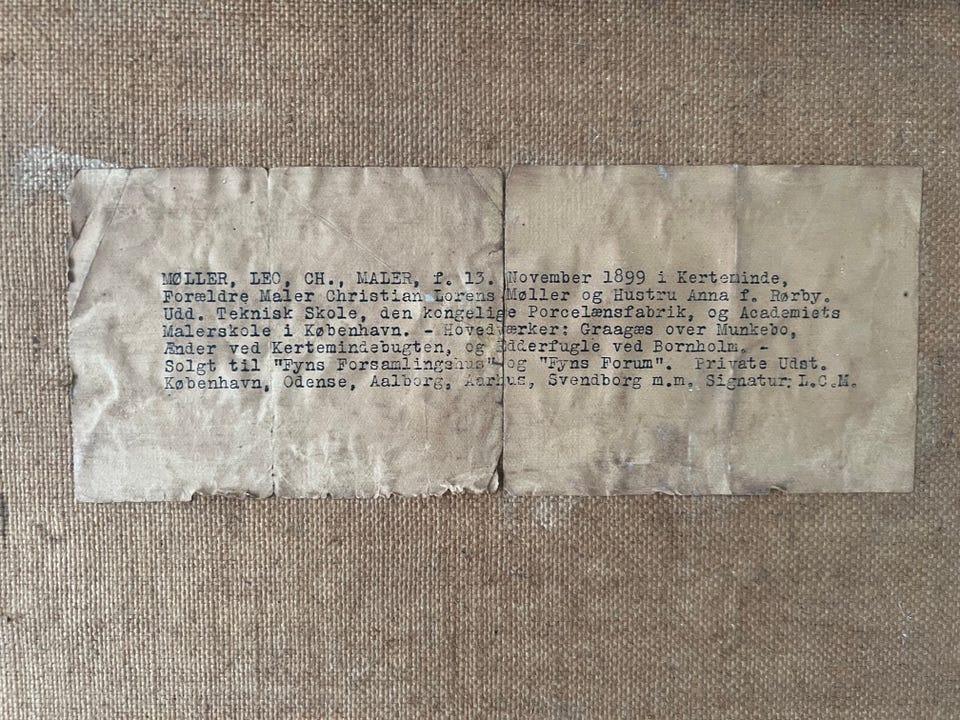 MØLLER, LEO, CH., MALER, f. 13. November 1899 i Kerteminde,
Forældre Maler Christian Lorens Møller og Hustru Anna f. Rørby.
Udd. Teknisk Skole, den kongelige Porcelænsfabrik, og Academiets
Malerskole i København. - Hovedværker: Graagæs over Munkebo,
Ænder ved Kertemindebugten, og Edderfugle ved Bornholm. -
Solgt til "Fyns Forsamlingshus" og "Fyns Forum". Private Udst.
København, Odense, Aalborg, Aarhus, Svendborg m.m. Signatur: L.C.M.